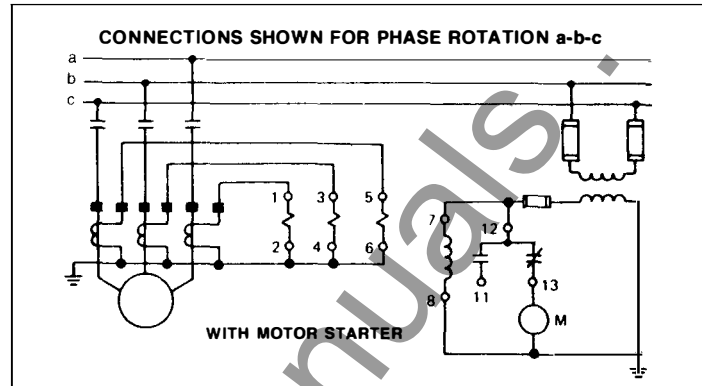 CONNECTIONS SHOWN FOR PHASE ROTATION a-b-c
a
b
c
1 3 5
7
12
2 4 6
8
11
13
M
WITH MOTOR STARTER
nuals .